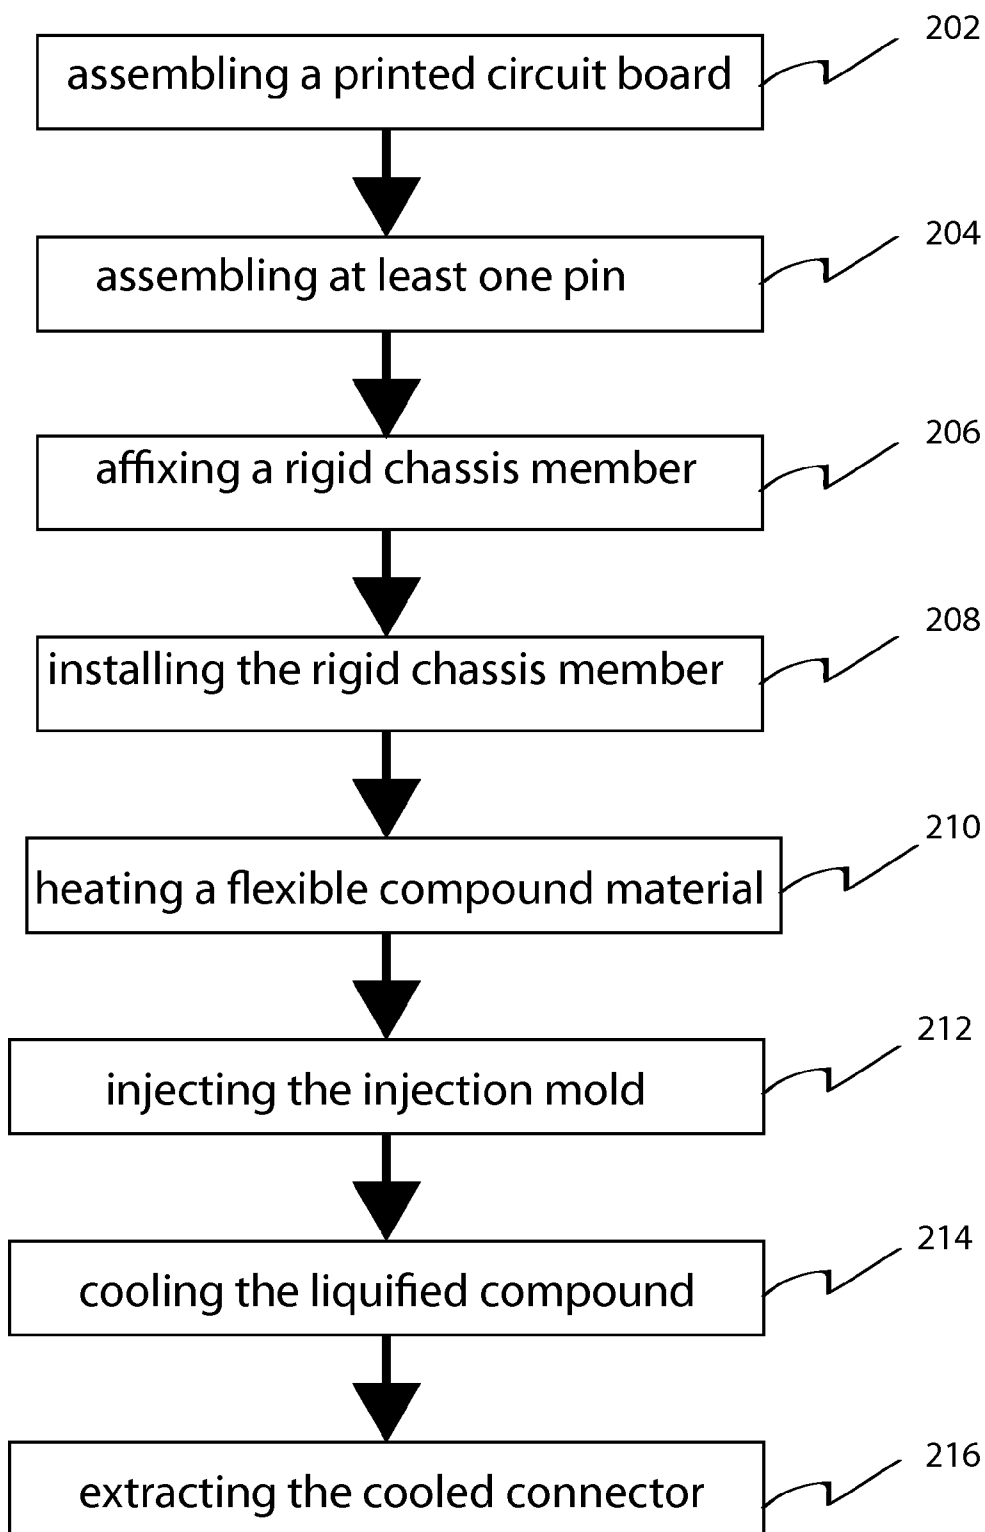 202
assembling a printed circuit board
204
assembling at least one pin
206
affixing a rigid chassis member
208
installing the rigid chassis member
210
heating a flexible compound material
212
injecting the injection mold
214
cooling the liquified compound
216
extracting the cooled connector